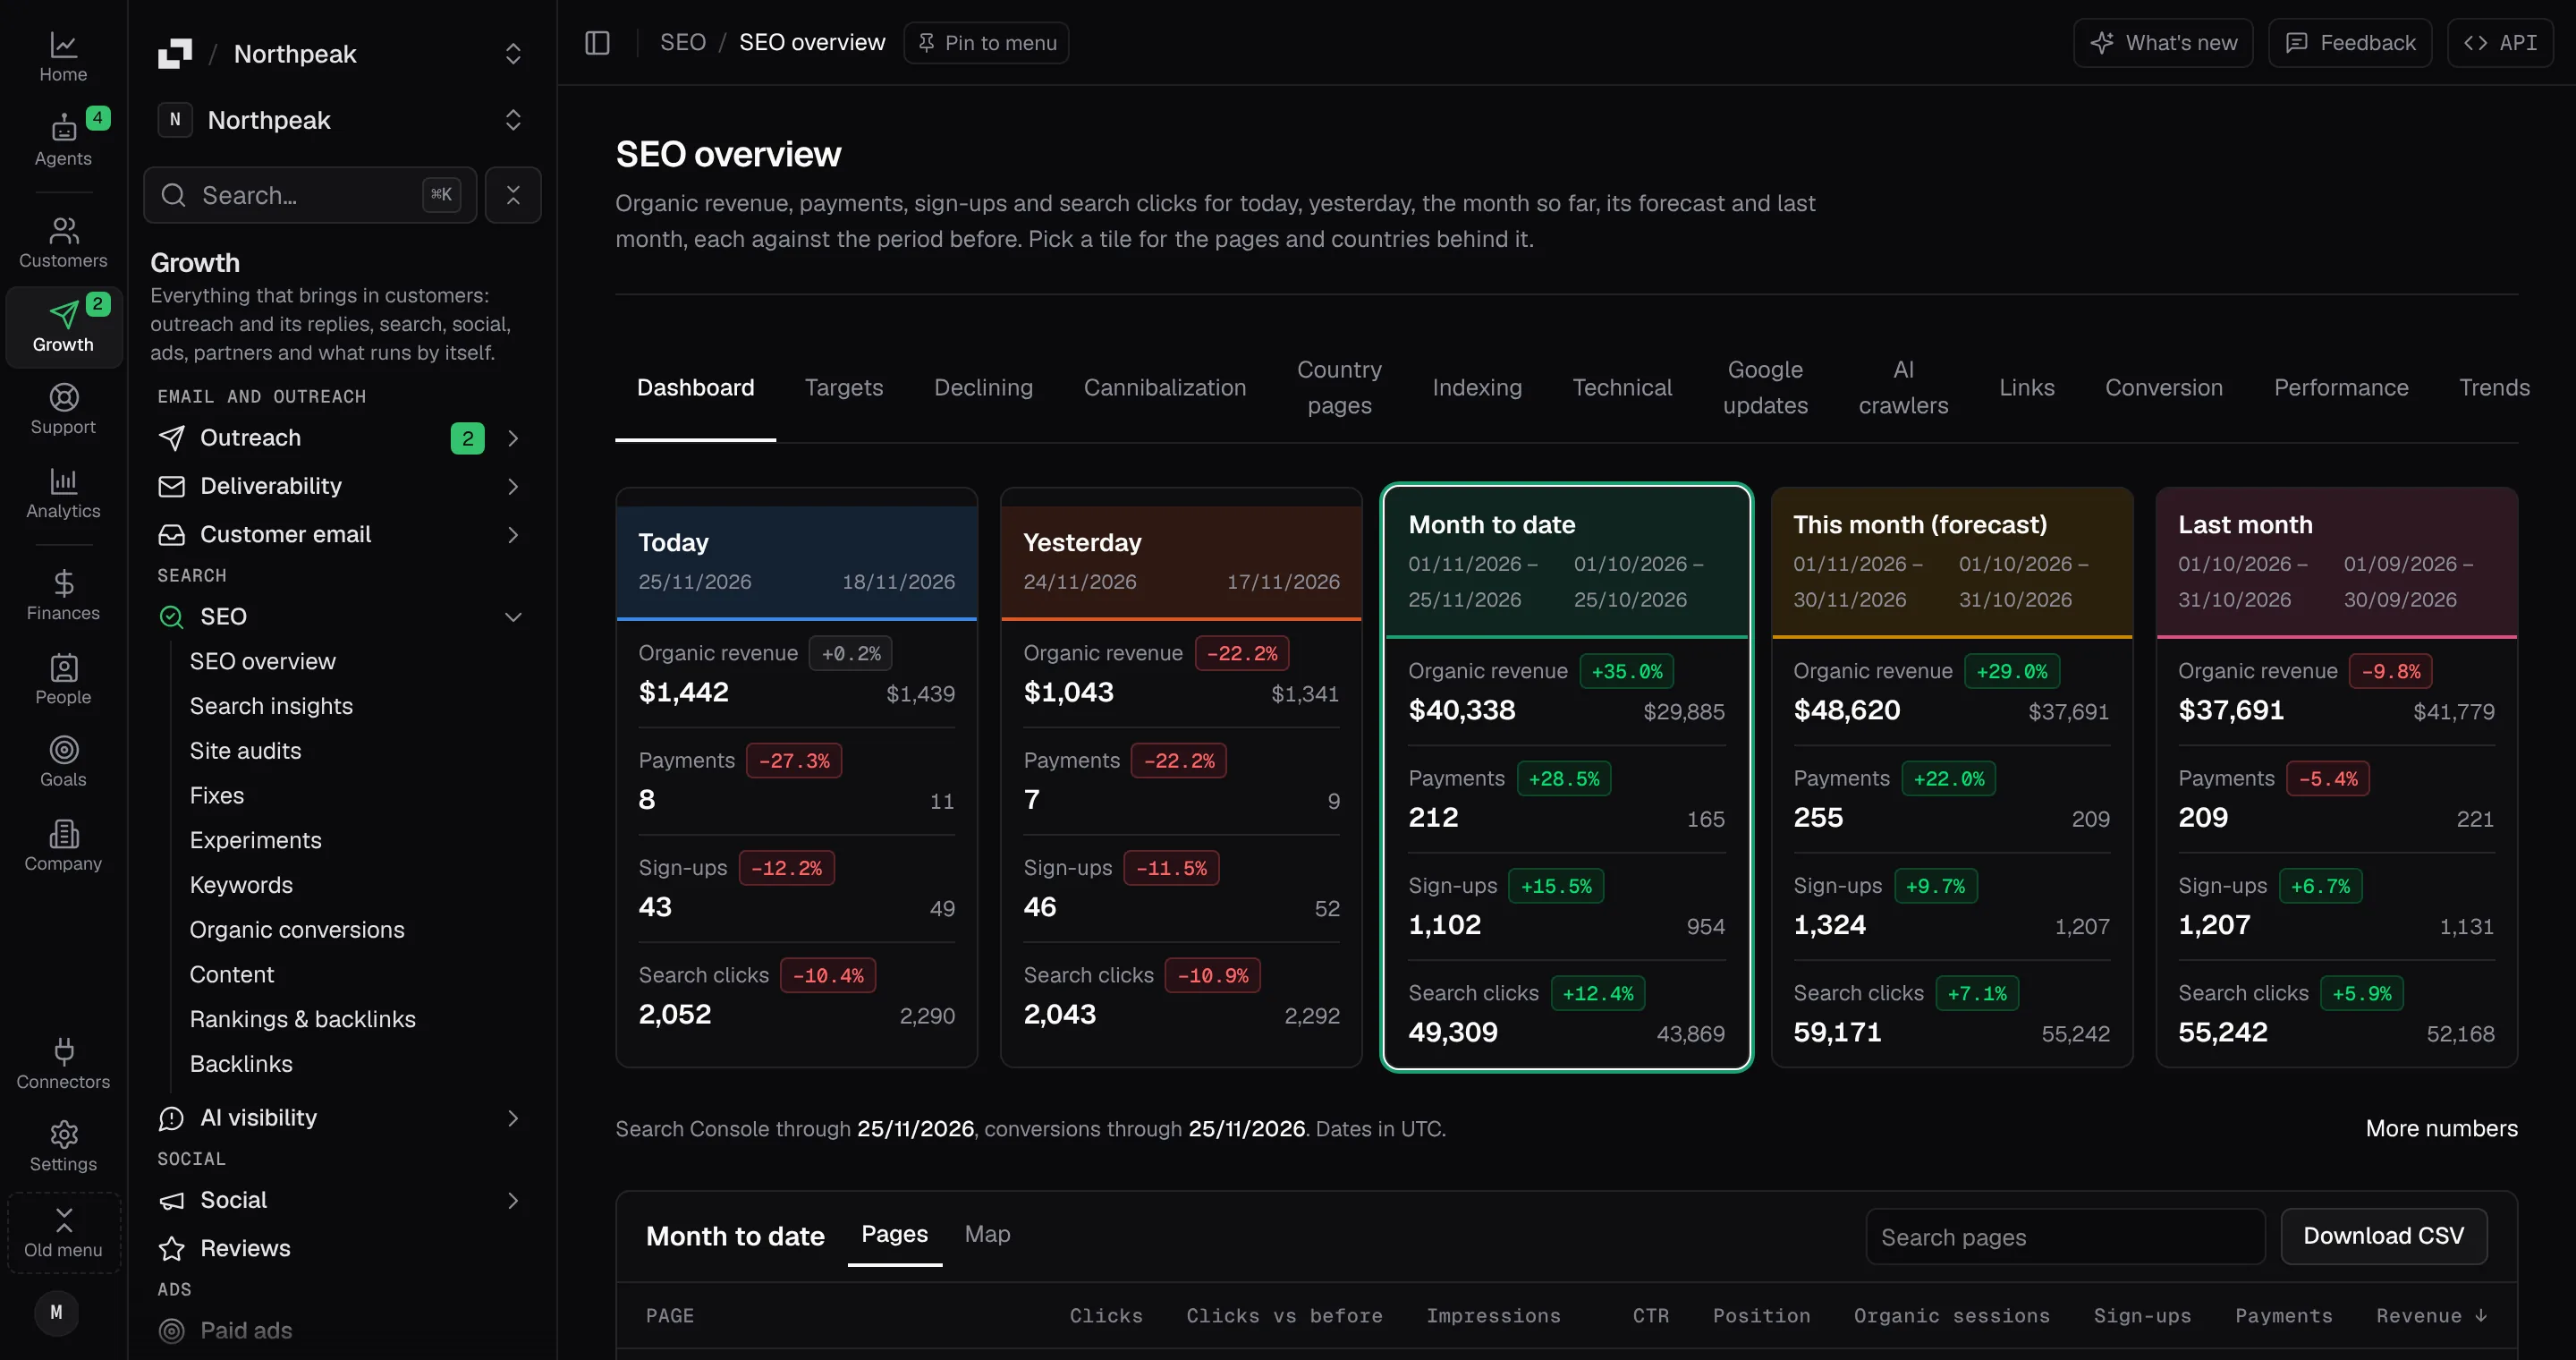 Home
4
Agents
Customers
2
Growth
Support
Analytics
Finances
People
Goals
Company
Connectors
Settings
Old menu
M
/ Northpeak
N Northpeak
Search... ⌘K
Growth
Everything that brings in customers:
outreach and its replies, search, social,
ads, partners and what runs by itself.
EMAIL AND OUTREACH
Outreach 2
Deliverability
Customer email
SEARCH
SEO
SEO overview
Search insights
Site audits
Fixes
Experiments
Keywords
Organic conversions
Content
Rankings & backlinks
Backlinks
AI visibility
SOCIAL
Social
Reviews
ADS
Paid ads
SEO / SEO overview Pin to menu
What's new Feedback API
SEO overview
Organic revenue, payments, sign-ups and search clicks for today, yesterday, the month so far, its forecast and last
month, each against the period before. Pick a tile for the pages and countries behind it.
Dashboard Targets Declining Cannibalization Country pages Indexing Technical Google updates AI crawlers Links Conversion Performance Trends
Today
25/11/2026 18/11/2026
Organic revenue +0.2%
$1,442 $1,439
Payments -27.3%
8 11
Sign-ups -12.2%
43 49
Search clicks -10.4%
2,052 2,290
Yesterday
24/11/2026 17/11/2026
Organic revenue -22.2%
$1,043 $1,341
Payments -22.2%
7 9
Sign-ups -11.5%
46 52
Search clicks -10.9%
2,043 2,292
Month to date
01/11/2026 – 01/10/2026 –
25/11/2026 25/10/2026
Organic revenue +35.0%
$40,338 $29,885
Payments +28.5%
212 165
Sign-ups +15.5%
1,102 954
Search clicks +12.4%
49,309 43,869
This month (forecast)
01/11/2026 – 01/10/2026 –
30/11/2026 31/10/2026
Organic revenue +29.0%
$48,620 $37,691
Payments +22.0%
255 209
Sign-ups +9.7%
1,324 1,207
Search clicks +7.1%
59,171 55,242
Last month
01/10/2026 – 01/09/2026 –
31/10/2026 30/09/2026
Organic revenue -9.8%
$37,691 $41,779
Payments -5.4%
209 221
Sign-ups +6.7%
1,207 1,131
Search clicks +5.9%
55,242 52,168
Search Console through 25/11/2026, conversions through 25/11/2026. Dates in UTC.
More numbers
Month to date Pages Map
Search pages Download CSV
PAGE Clicks Clicks vs before Impressions CTR Position Organic sessions Sign-ups Payments Revenue ↓